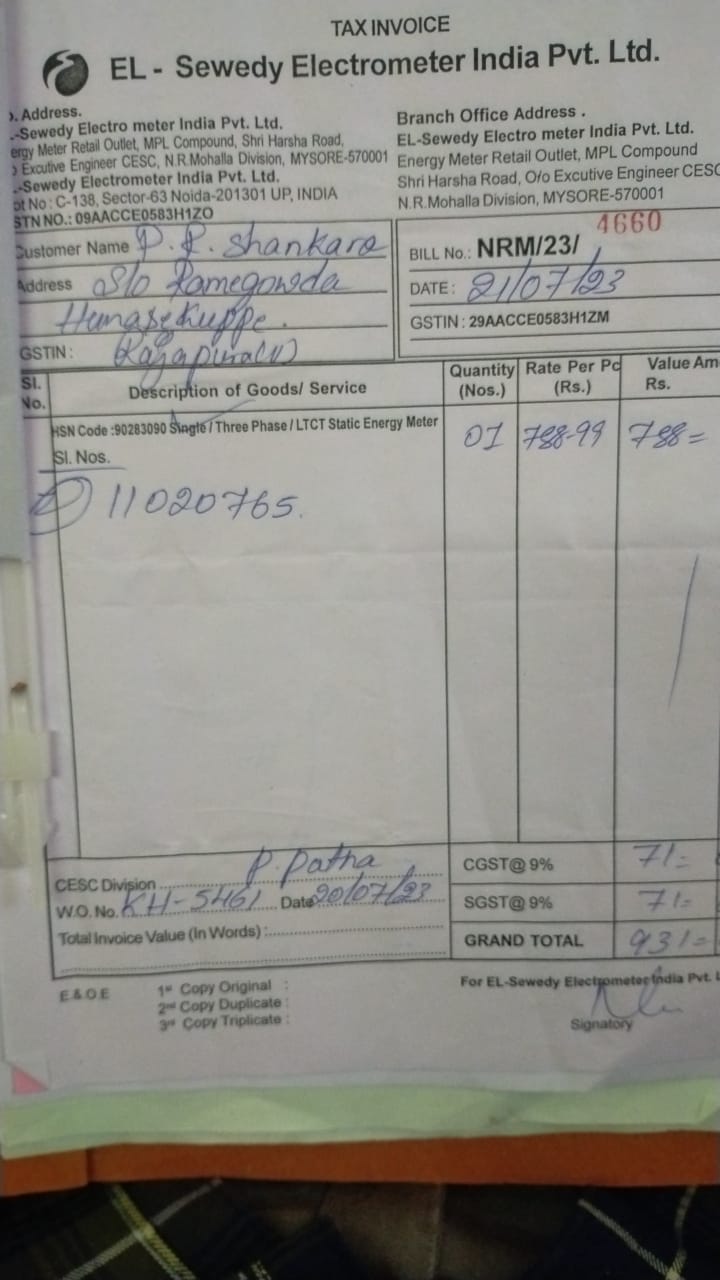 TAX INVOICE
EL - Sewedy Electrometer India Pvt. Ltd.
. Address.
-Sewedy Electro meter India Pvt. Ltd.
ergy Meter Retail Outlet, MPL Compound, Shri Harsha Road,
Excutive Engineer CESC, N.R.Mohalla Division, MYSORE-570001
-Sewedy Electrometer India Pvt. Ltd.
ot No : C-138, Sector-63 Noida-201301 UP, INDIA
STN NO.: 09AACCE0583H1ZO
Branch Office Address .
EL-Sewedy Electro meter India Pvt. Ltd.
Energy Meter Retail Outlet, MPL Compound
Shri Harsha Road, O/o Excutive Engineer CESC
N.R.Mohalla Division, MYSORE-570001
Customer Name P. R. Shankara
Address S/o Ramegowda
Hunasekuppe.
GSTIN : Rajapura(V)
4660
BILL No.: NRM/23/
DATE : 21/07/23
GSTIN : 29AACCE0583H1ZM
Sl. No. Description of Goods/ Service Quantity (Nos.) Rate Per Pc (Rs.) Value Am Rs.
HSN Code :90283090 Single / Three Phase / LTCT Static Energy Meter 01 788-99 788=
Sl. Nos.
11020765.
CESC Division P. Patna
W.O. No. KH-5461 Date 20/07/23
Total Invoice Value (In Words) :
CGST@ 9% 71=
SGST@ 9% 71=
GRAND TOTAL 931=
E & O E
1st Copy Original :
2nd Copy Duplicate :
3rd Copy Triplicate :
For EL-Sewedy Electrometer India Pvt. L
Signatory